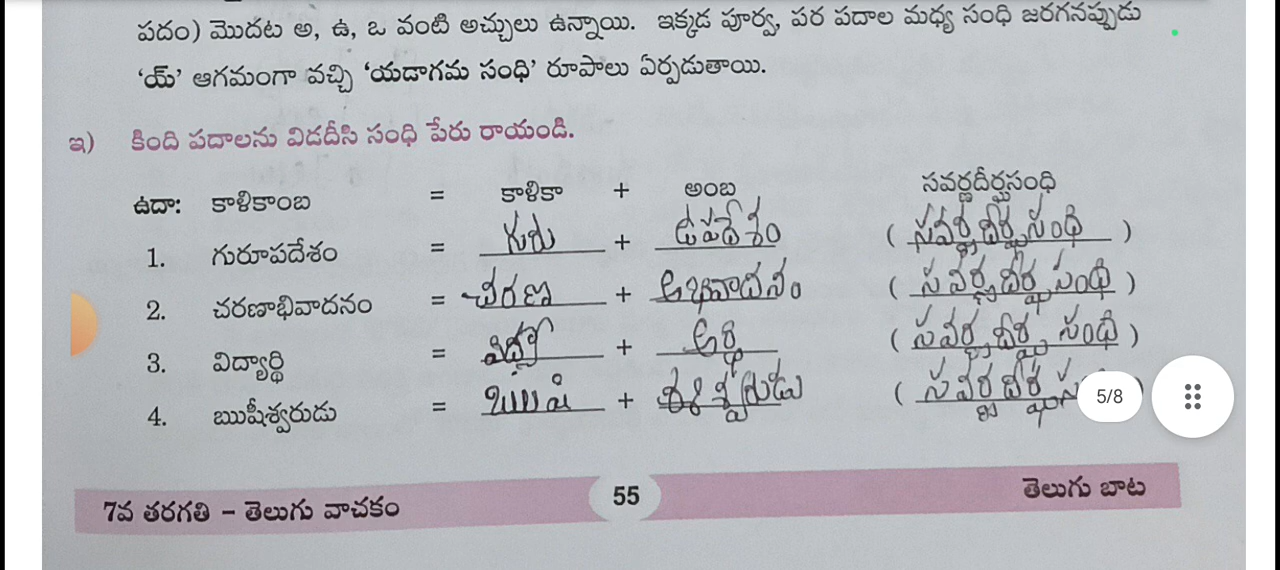 పదం) మొదట అ, ఉ, ఒ వంటి అచ్చులు ఉన్నాయి. ఇక్కడ పూర్వ, పర పదాల మధ్య సంధి జరగనప్పుడు
‘య్’ ఆగమంగా వచ్చి ‘యడాగమ సంధి’ రూపాలు ఏర్పడుతాయి.
ఇ) కింది పదాలను విడదీసి సంధి పేరు రాయండి.
ఉదా: కాళికాంబ = కాళికా + అంబ సవర్ణదీర్ఘసంధి
1. గురూపదేశం = గురు + ఉపదేశం ( సవర్ణదీర్ఘసంధి )
2. చరణాభివాదనం = చరణ + అభివాదనం ( సవర్ణదీర్ఘసంధి )
3. విద్యార్థి = విద్యా + అర్థి ( సవర్ణదీర్ఘ సంధి )
4. ఋషీశ్వరుడు = ఋషి + ఈశ్వరుడు ( సవర్ణదీర్ఘస )
5/8
7వ తరగతి – తెలుగు వాచకం 55 తెలుగు బాట